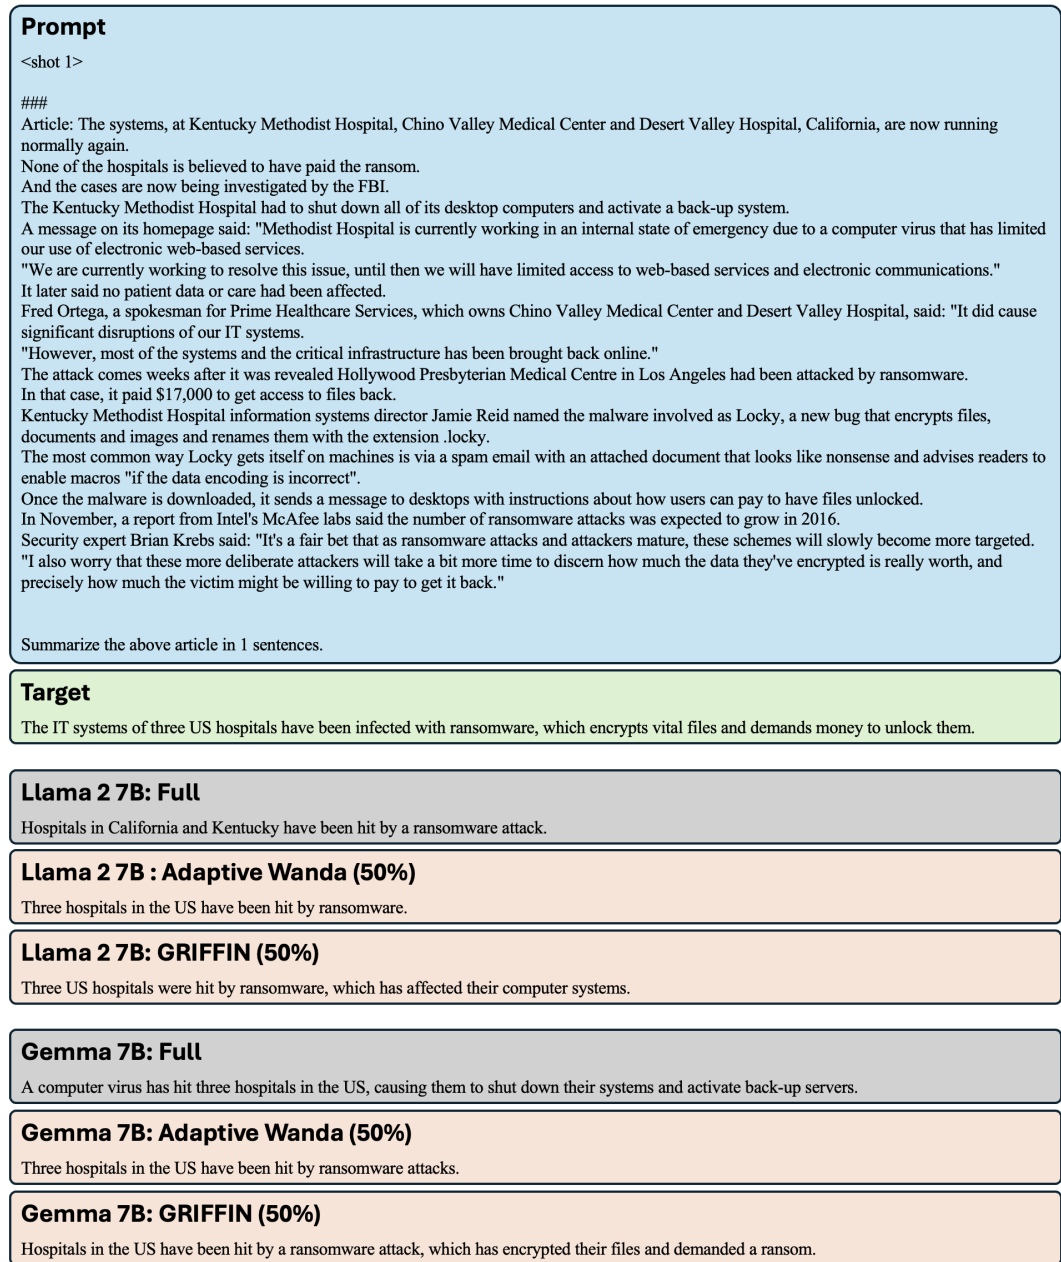 Prompt
<shot 1>
###
Article: The systems, at Kentucky Methodist Hospital, Chino Valley Medical Center and Desert Valley Hospital, California, are now running
normally again.
None of the hospitals is believed to have paid the ransom.
And the cases are now being investigated by the FBI.
The Kentucky Methodist Hospital had to shut down all of its desktop computers and activate a back-up system.
A message on its homepage said: "Methodist Hospital is currently working in an internal state of emergency due to a computer virus that has limited
our use of electronic web-based services.
"We are currently working to resolve this issue, until then we will have limited access to web-based services and electronic communications."
It later said no patient data or care had been affected.
Fred Ortega, a spokesman for Prime Healthcare Services, which owns Chino Valley Medical Center and Desert Valley Hospital, said: "It did cause
significant disruptions of our IT systems.
"However, most of the systems and the critical infrastructure has been brought back online."
The attack comes weeks after it was revealed Hollywood Presbyterian Medical Centre in Los Angeles had been attacked by ransomware.
In that case, it paid $17,000 to get access to files back.
Kentucky Methodist Hospital information systems director Jamie Reid named the malware involved as Locky, a new bug that encrypts files,
documents and images and renames them with the extension .locky.
The most common way Locky gets itself on machines is via a spam email with an attached document that looks like nonsense and advises readers to
enable macros "if the data encoding is incorrect".
Once the malware is downloaded, it sends a message to desktops with instructions about how users can pay to have files unlocked.
In November, a report from Intel's McAfee labs said the number of ransomware attacks was expected to grow in 2016.
Security expert Brian Krebs said: "It's a fair bet that as ransomware attacks and attackers mature, these schemes will slowly become more targeted.
"I also worry that these more deliberate attackers will take a bit more time to discern how much the data they've encrypted is really worth, and
precisely how much the victim might be willing to pay to get it back."
Summarize the above article in 1 sentences.
Target
The IT systems of three US hospitals have been infected with ransomware, which encrypts vital files and demands money to unlock them.
Llama 2 7B: Full
Hospitals in California and Kentucky have been hit by a ransomware attack.
Llama 2 7B : Adaptive Wanda (50%)
Three hospitals in the US have been hit by ransomware.
Llama 2 7B: GRIFFIN (50%)
Three US hospitals were hit by ransomware, which has affected their computer systems.
Gemma 7B: Full
A computer virus has hit three hospitals in the US, causing them to shut down their systems and activate back-up servers.
Gemma 7B: Adaptive Wanda (50%)
Three hospitals in the US have been hit by ransomware attacks.
Gemma 7B: GRIFFIN (50%)
Hospitals in the US have been hit by a ransomware attack, which has encrypted their files and demanded a ransom.